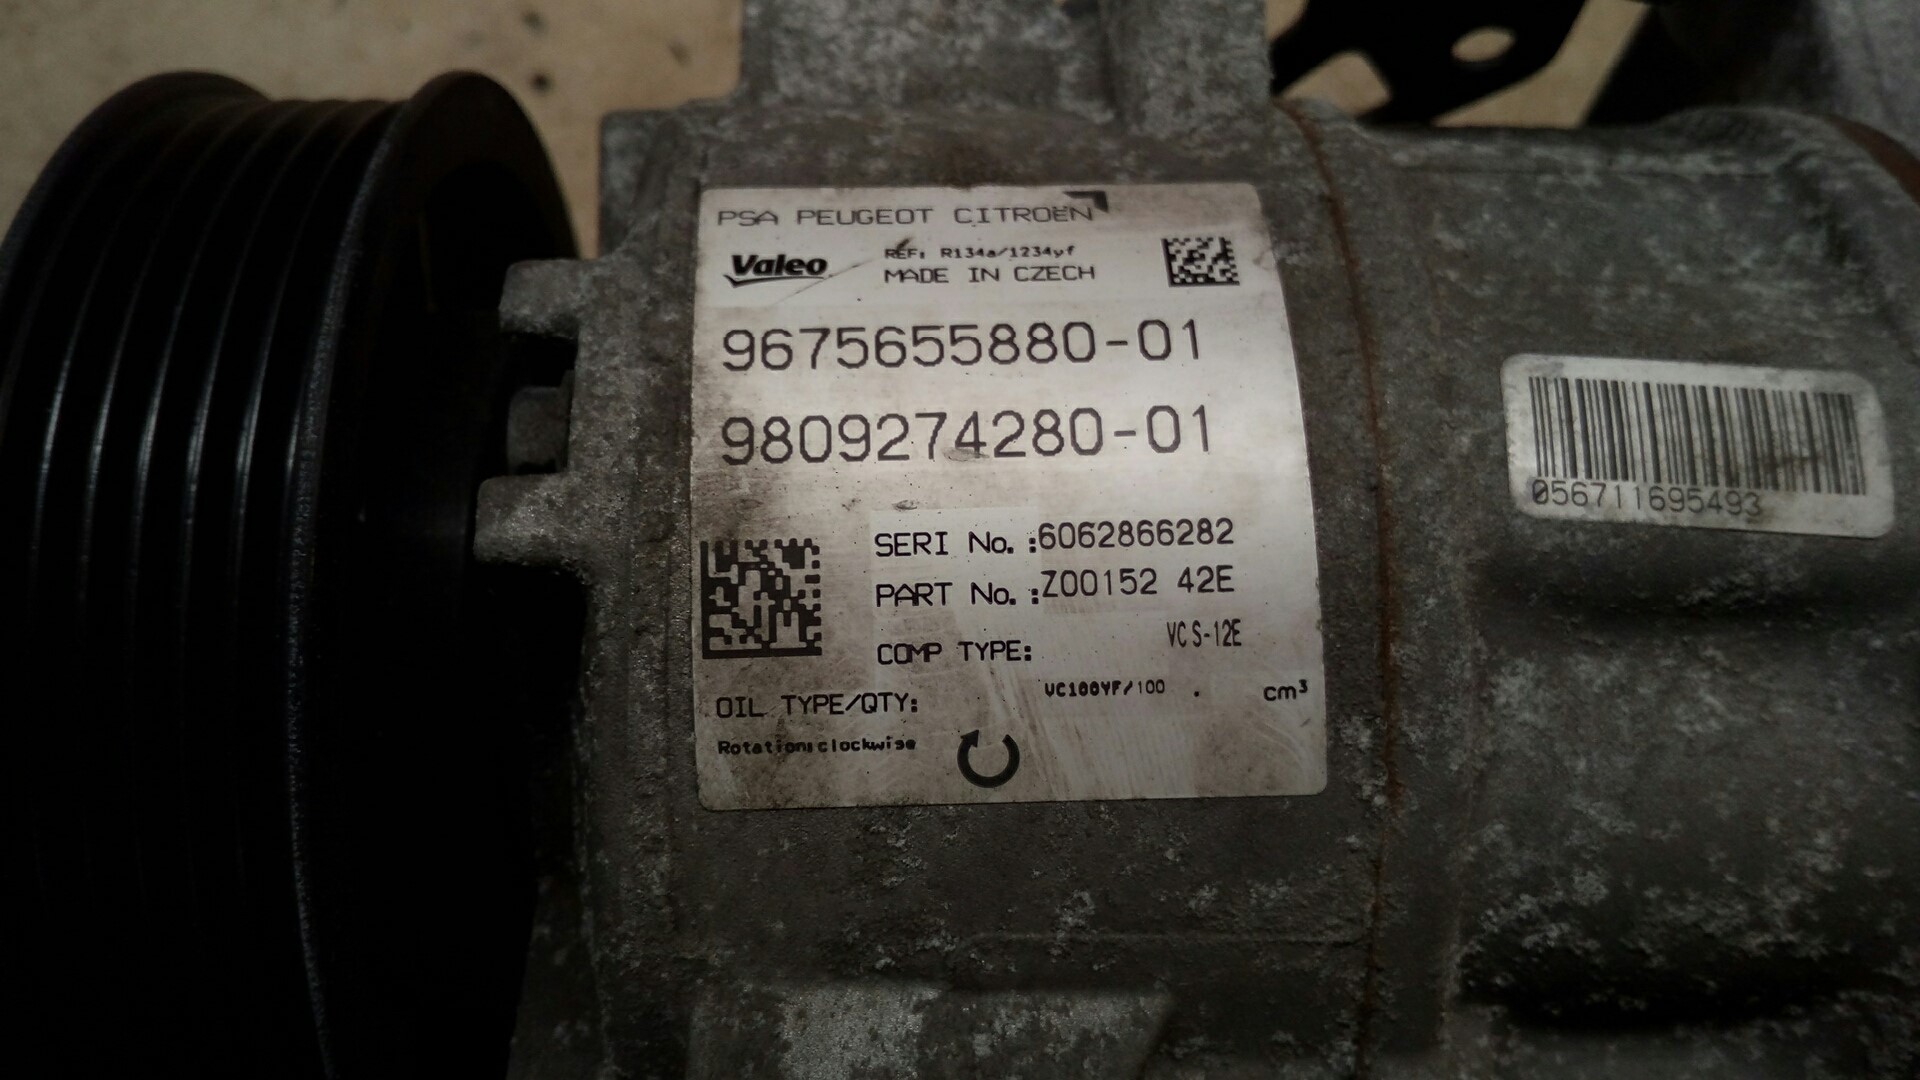 PSA PEUGEOT CITROËN
Valeo
REF: R134a/1234yf
MADE IN CZECH
9675655880-01
9809274280-01
SERI No. :6062866282
PART No. :Z00152 42E
COMP TYPE: VCS-12E
OIL TYPE/QTY: VC100YF/100 . cm³
Rotation:clockwise
056711695493